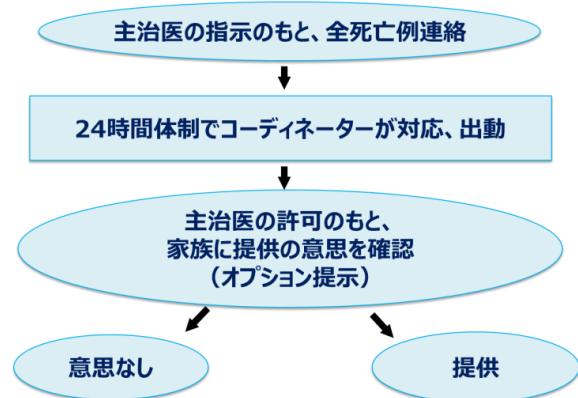 主治医の指示のもと、全死亡例連絡
24時間体制でコーディネーターが対応、出動
主治医の許可のもと、
家族に提供の意思を確認
（オプション提示）
意思なし
提供